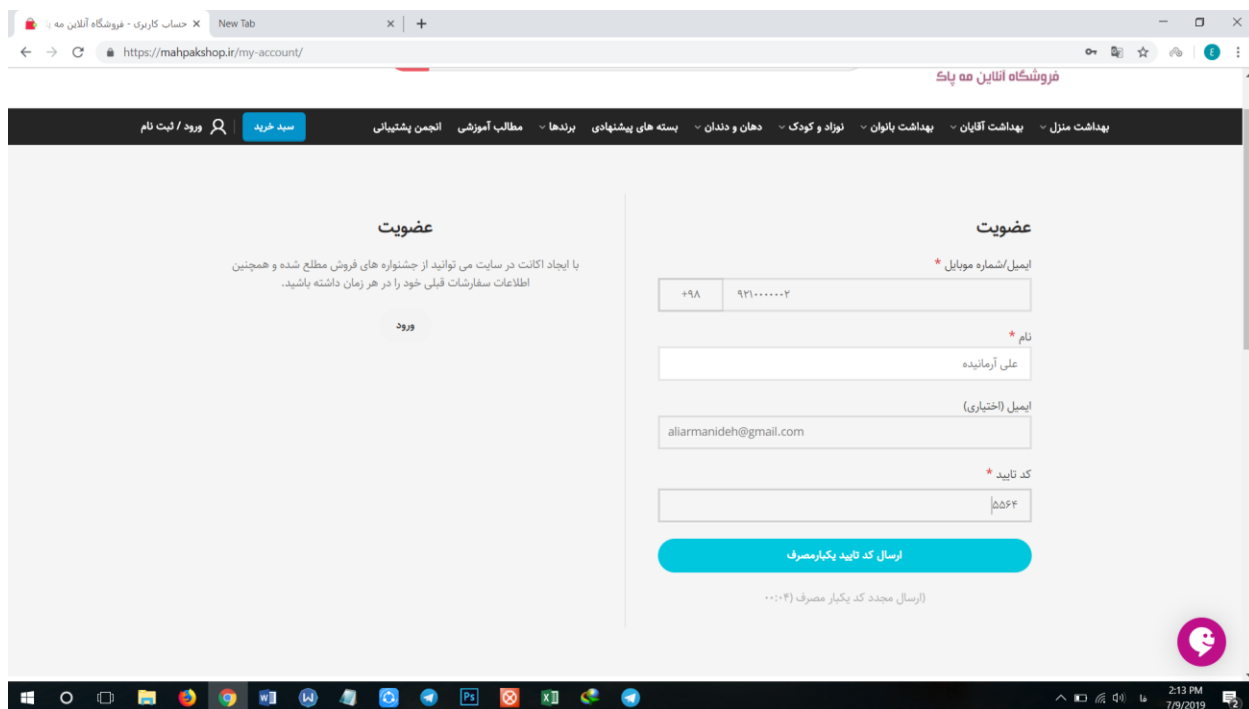 حساب کاربری - فروشگاه آنلاین مه پا
New Tab
https://mahpakshop.ir/my-account/
فروشگاه آنلاین مه پاک
بهداشت منزل
بهداشت آقایان
بهداشت بانوان
نوزاد و کودک
دهان و دندان
بسته های پیشنهادی
برندها
مطالب آموزشی
انجمن پشتیبانی
سبد خرید
ورود / ثبت نام
عضویت
ایمیل/شماره موبایل *
+۹۸
۹۲۱۰۰۰۰۰۰۲
نام *
علی آرمانیده
ایمیل (اختیاری)
aliarmanideh@gmail.com
کد تایید *
۵۵۶۴
ارسال کد تایید یکبارمصرف
(ارسال مجدد کد یکبار مصرف (۰۰:۰۴
عضویت
با ایجاد اکانت در سایت می توانید از جشنواره های فروش مطلع شده و همچنین
اطلاعات سفارشات قبلی خود را در هر زمان داشته باشید.
ورود
فا
2:13 PM
7/9/2019